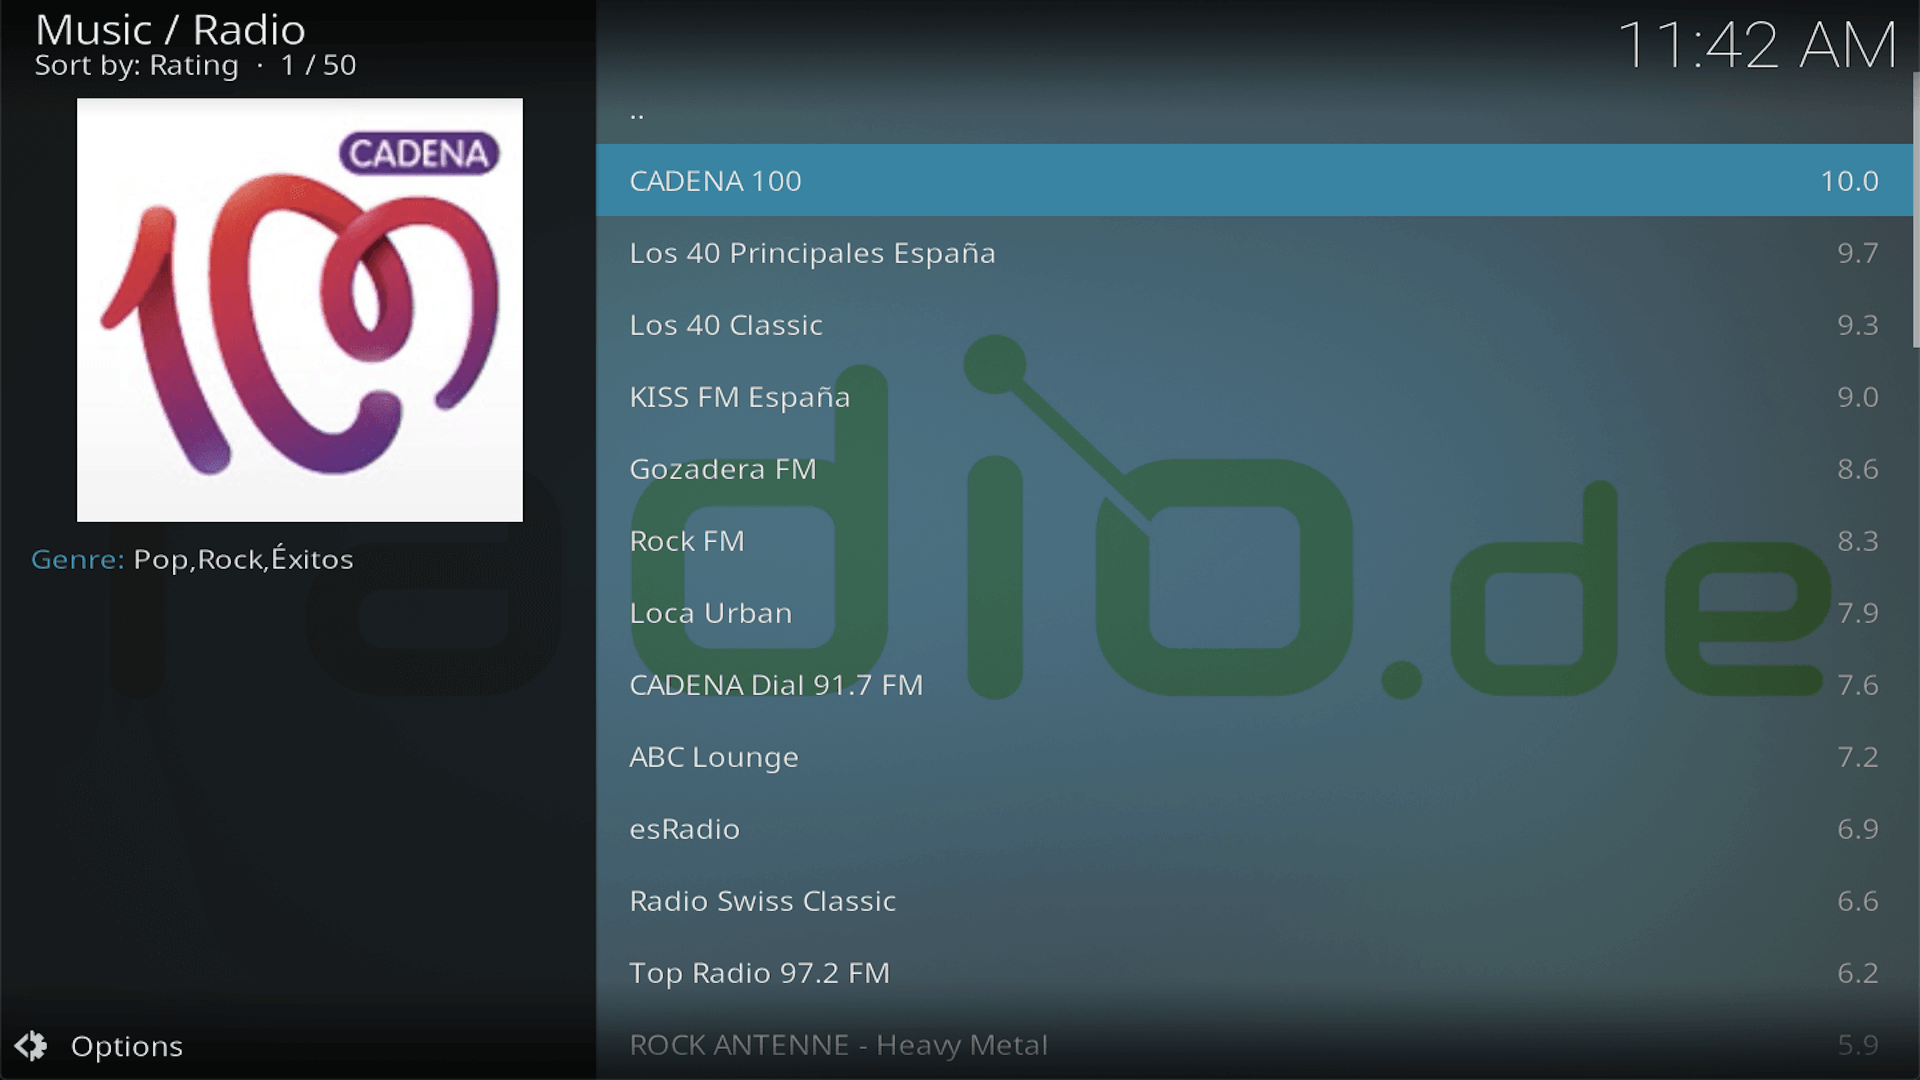 Music / Radio
Sort by: Rating · 1 / 50
11:42 AM
CADENA
100
Genre: Pop,Rock,Éxitos
Options
..
CADENA 100 10.0
Los 40 Principales España 9.7
Los 40 Classic 9.3
KISS FM España 9.0
Gozadera FM 8.6
Rock FM 8.3
Loca Urban 7.9
CADENA Dial 91.7 FM 7.6
ABC Lounge 7.2
esRadio 6.9
Radio Swiss Classic 6.6
Top Radio 97.2 FM 6.2
ROCK ANTENNE - Heavy Metal 5.9
radio.de